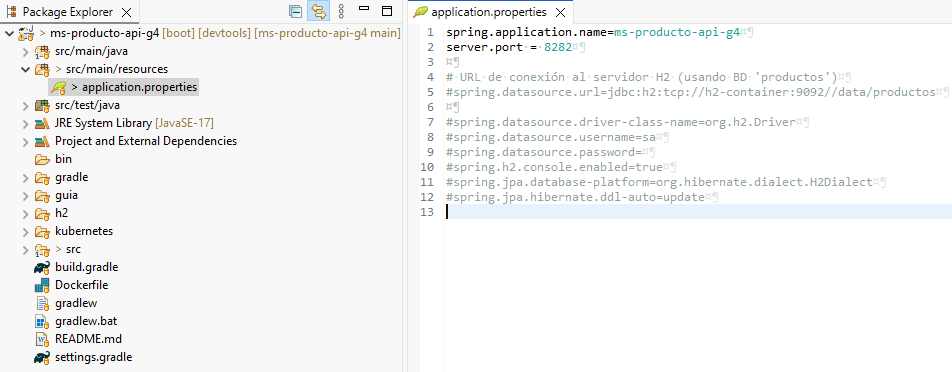 Package Explorer
ms-producto-api-g4 [boot] [devtools] [ms-producto-api-g4 main]
src/main/java
> src/main/resources
> application.properties
src/test/java
JRE System Library [JavaSE-17]
Project and External Dependencies
bin
gradle
guia
h2
kubernetes
> src
build.gradle
Dockerfile
gradlew
gradlew.bat
README.md
settings.gradle
application.properties
1 spring.application.name=ms-producto-api-g4¤¶
2 server.port·=·8282¤¶
3 ¤¶
4 #·URL·de·conexión·al·servidor·H2·(usando·BD·'productos')¤¶
5 #spring.datasource.url=jdbc:h2:tcp://h2-container:9092//data/productos¤¶
6 ¤¶
7 #spring.datasource.driver-class-name=org.h2.Driver¤¶
8 #spring.datasource.username=sa¤¶
9 #spring.datasource.password=¤¶
10 #spring.h2.console.enabled=true¤¶
11 #spring.jpa.database-platform=org.hibernate.dialect.H2Dialect¤¶
12 #spring.jpa.hibernate.ddl-auto=update¤¶
13